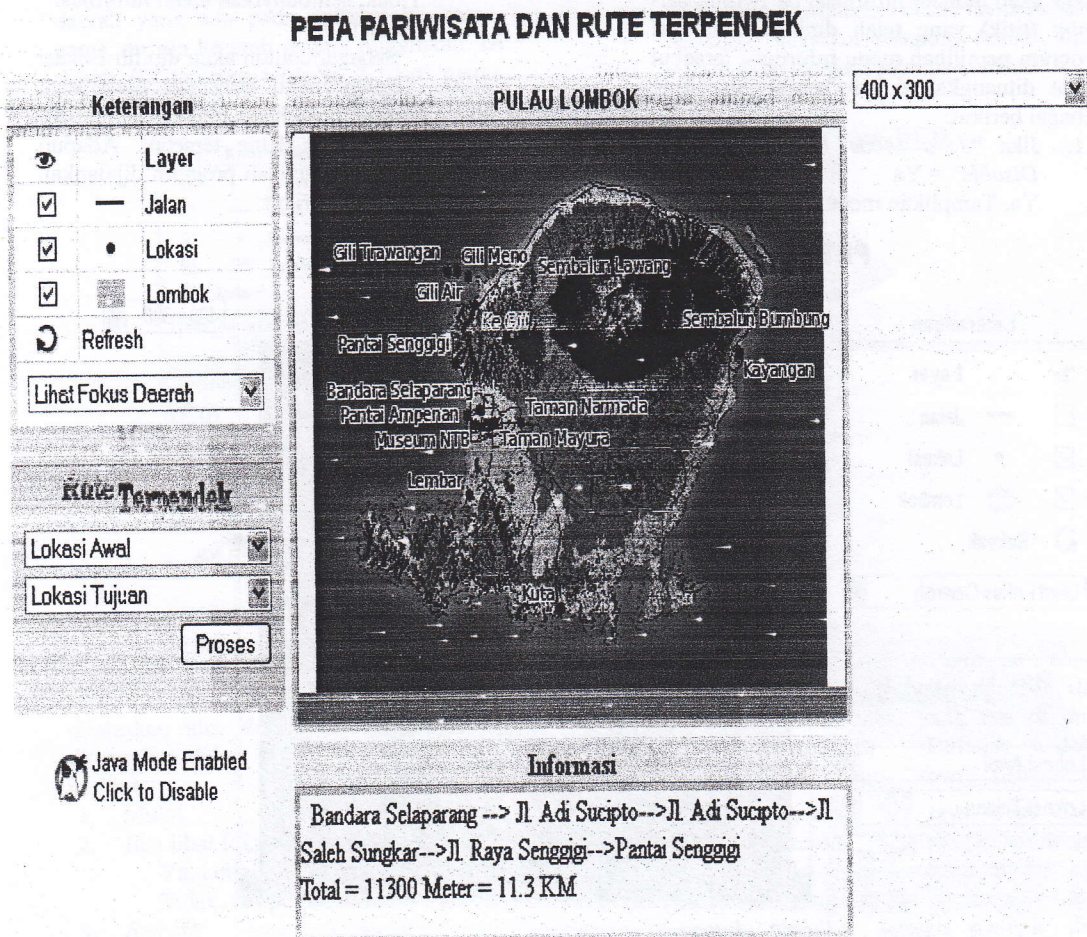 PETA PARIWISATA DAN RUTE TERPENDEK
Keterangan
Layer
Jalan
Lokasi
Lombok
Refresh
Lihat Fokus Daerah
Rute Terpendek
Lokasi Awal
Lokasi Tujuan
Proses
Java Mode Enabled
Click to Disable
PULAU LOMBOK
400 x 300
Gili Trawangan
Gili Meno
Sembalun Lawang
Gili Air
Ke Gili
Sembalun Bumbung
Pantai Senggigi
Kayangan
Bandara Selaparang
Taman Narmada
Pantai Ampenan
Museum NTB
Taman Mayura
Lembar
Kuta
Informasi
Bandara Selaparang --> Jl. Adi Sucipto-->Jl. Adi Sucipto-->Jl.
Saleh Sungkar-->Jl. Raya Senggigi-->Pantai Senggigi
Total = 11300 Meter = 11.3 KM